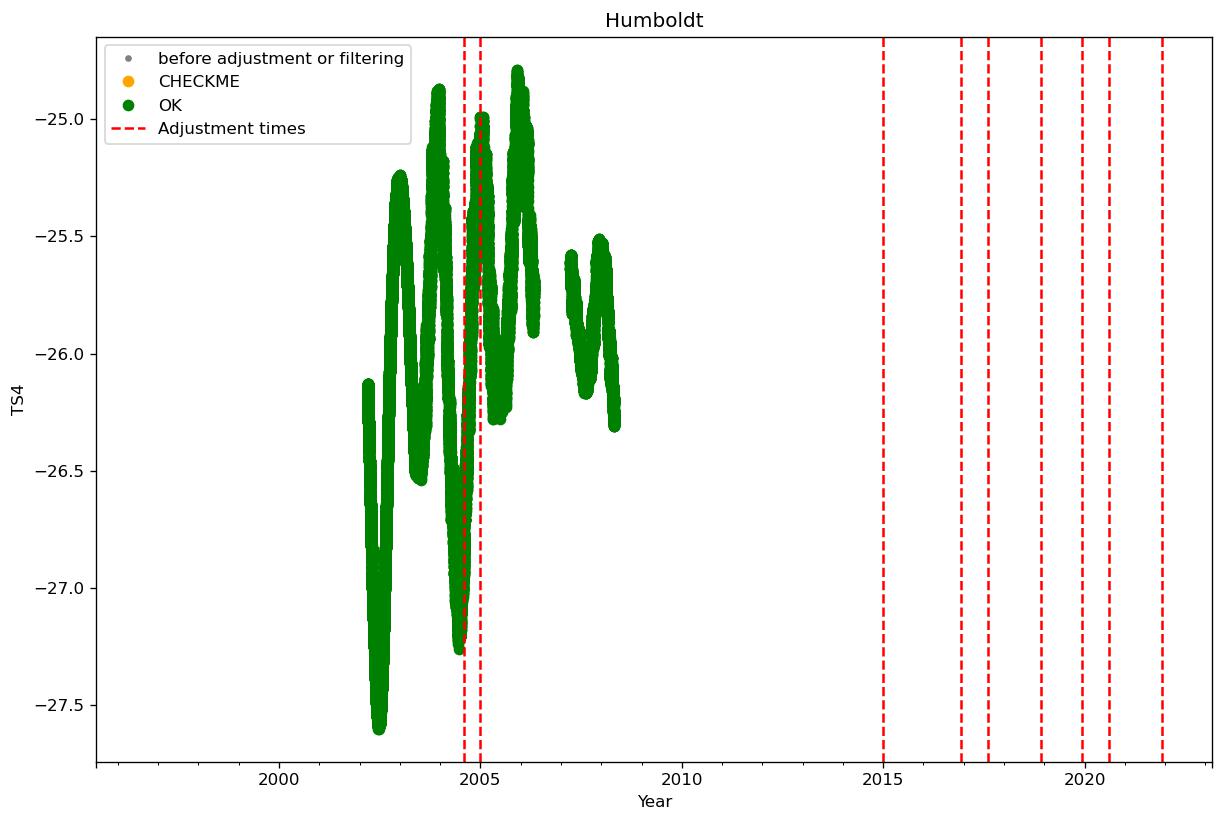 Humboldt
before adjustment or filtering
CHECKME
OK
Adjustment times
−25.0
−25.5
−26.0
−26.5
−27.0
−27.5
TS4
2000 2005 2010 2015 2020
Year